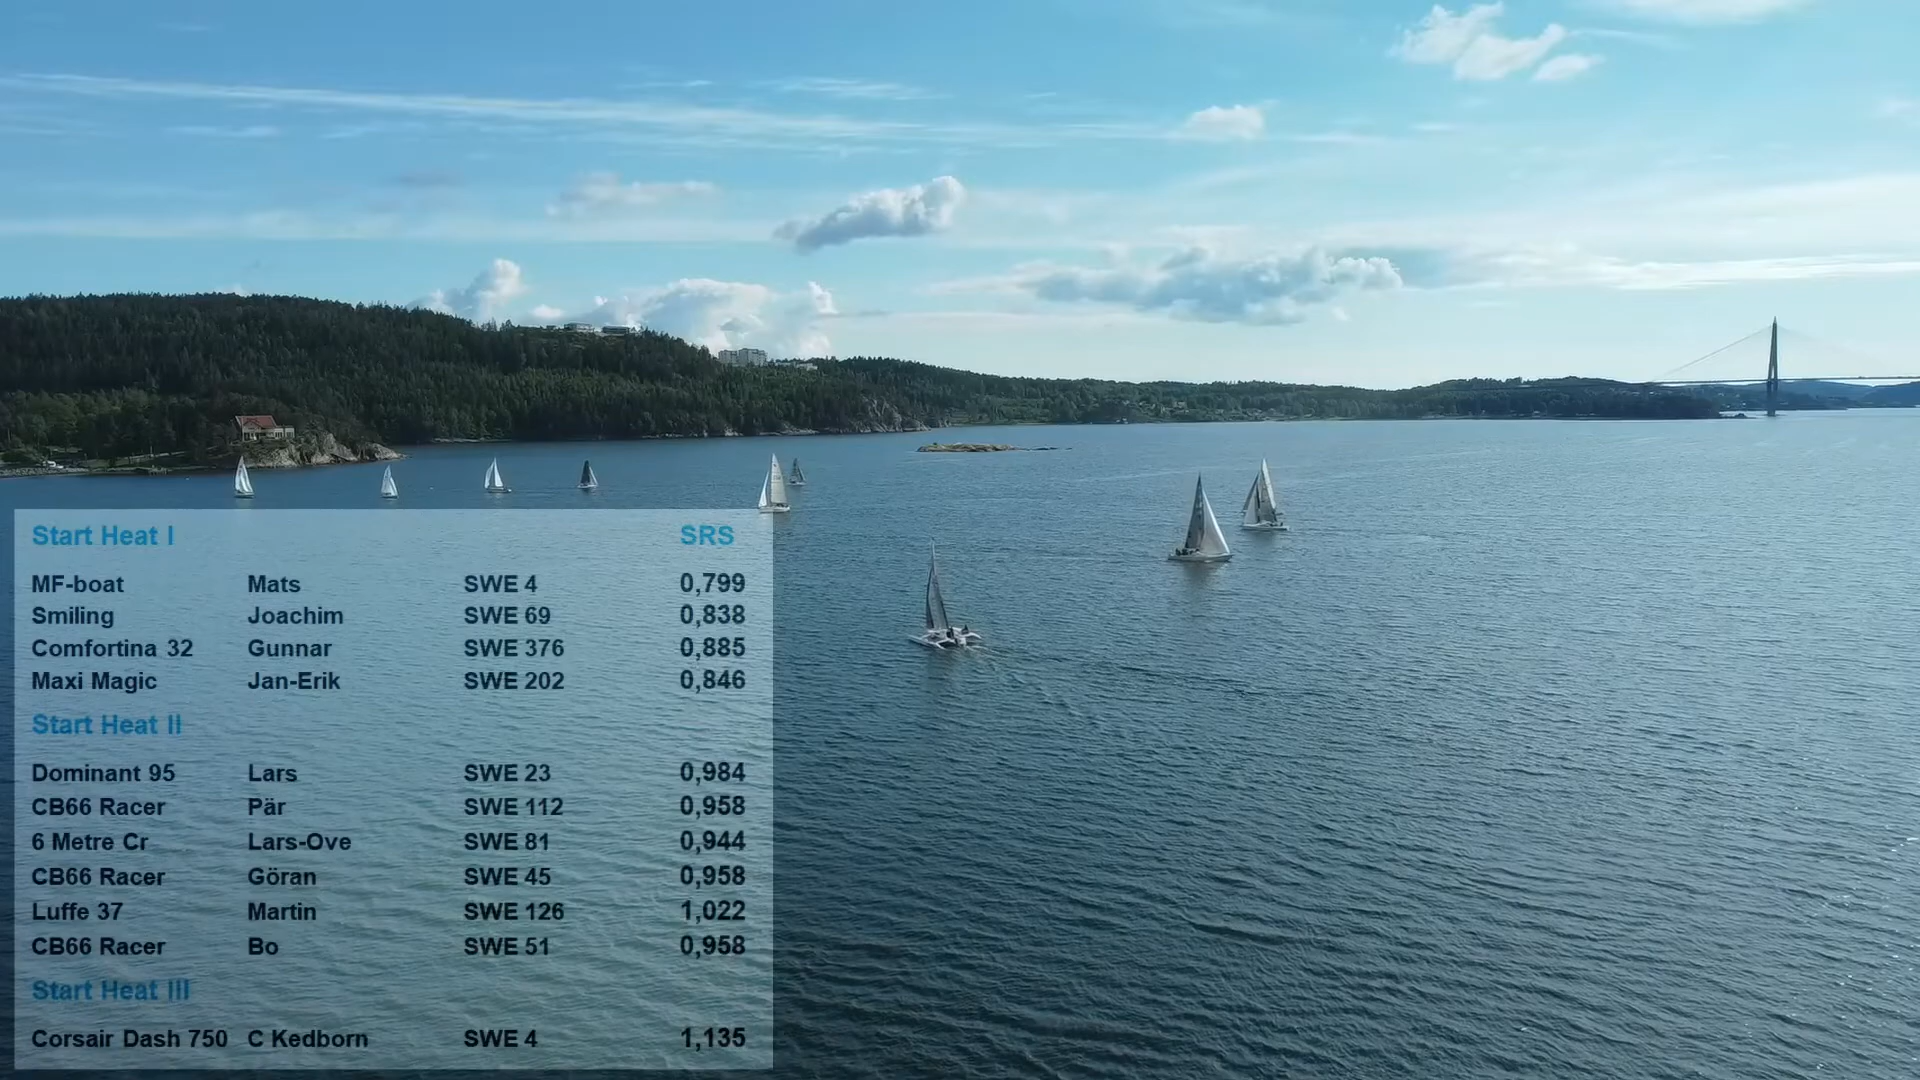 Start Heat I SRS
MF-boat Mats SWE 4 0,799
Smiling Joachim SWE 69 0,838
Comfortina 32 Gunnar SWE 376 0,885
Maxi Magic Jan-Erik SWE 202 0,846
Start Heat II
Dominant 95 Lars SWE 23 0,984
CB66 Racer Pär SWE 112 0,958
6 Metre Cr Lars-Ove SWE 81 0,944
CB66 Racer Göran SWE 45 0,958
Luffe 37 Martin SWE 126 1,022
CB66 Racer Bo SWE 51 0,958
Start Heat III
Corsair Dash 750 C Kedborn SWE 4 1,135